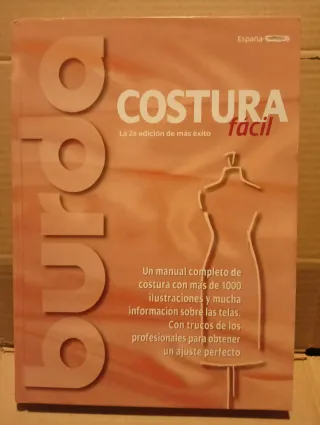 España
burda
COSTURA
fácil
La 2a edición de más éxito
Un manual completo de
costura con más de 1000
ilustraciones y mucha
informacion sobre las telas.
Con trucos de los
profesionales para obtener
un ajuste perfecto